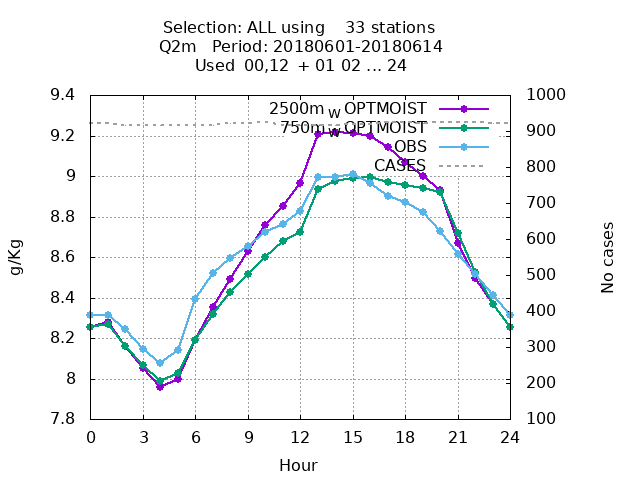 Selection: ALL using 33 stations
Q2m Period: 20180601-20180614
Used 00,12 + 01 02 ... 24
9.4
9.2
9
8.8
8.6
8.4
8.2
8
7.8
g/Kg
1000
900
800
700
600
500
400
300
200
100
No cases
2500m W OPTMOIST
750m W OPTMOIST
OBS
CASES
0 3 6 9 12 15 18 21 24
Hour